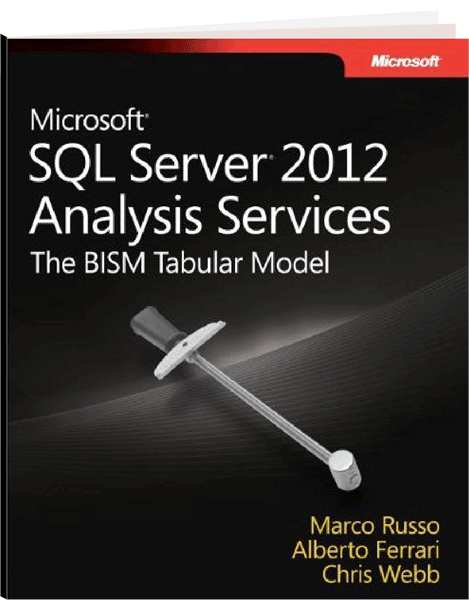 Microsoft
Microsoft®
SQL Server® 2012
Analysis Services
The BISM Tabular Model
Marco Russo
Alberto Ferrari
Chris Webb